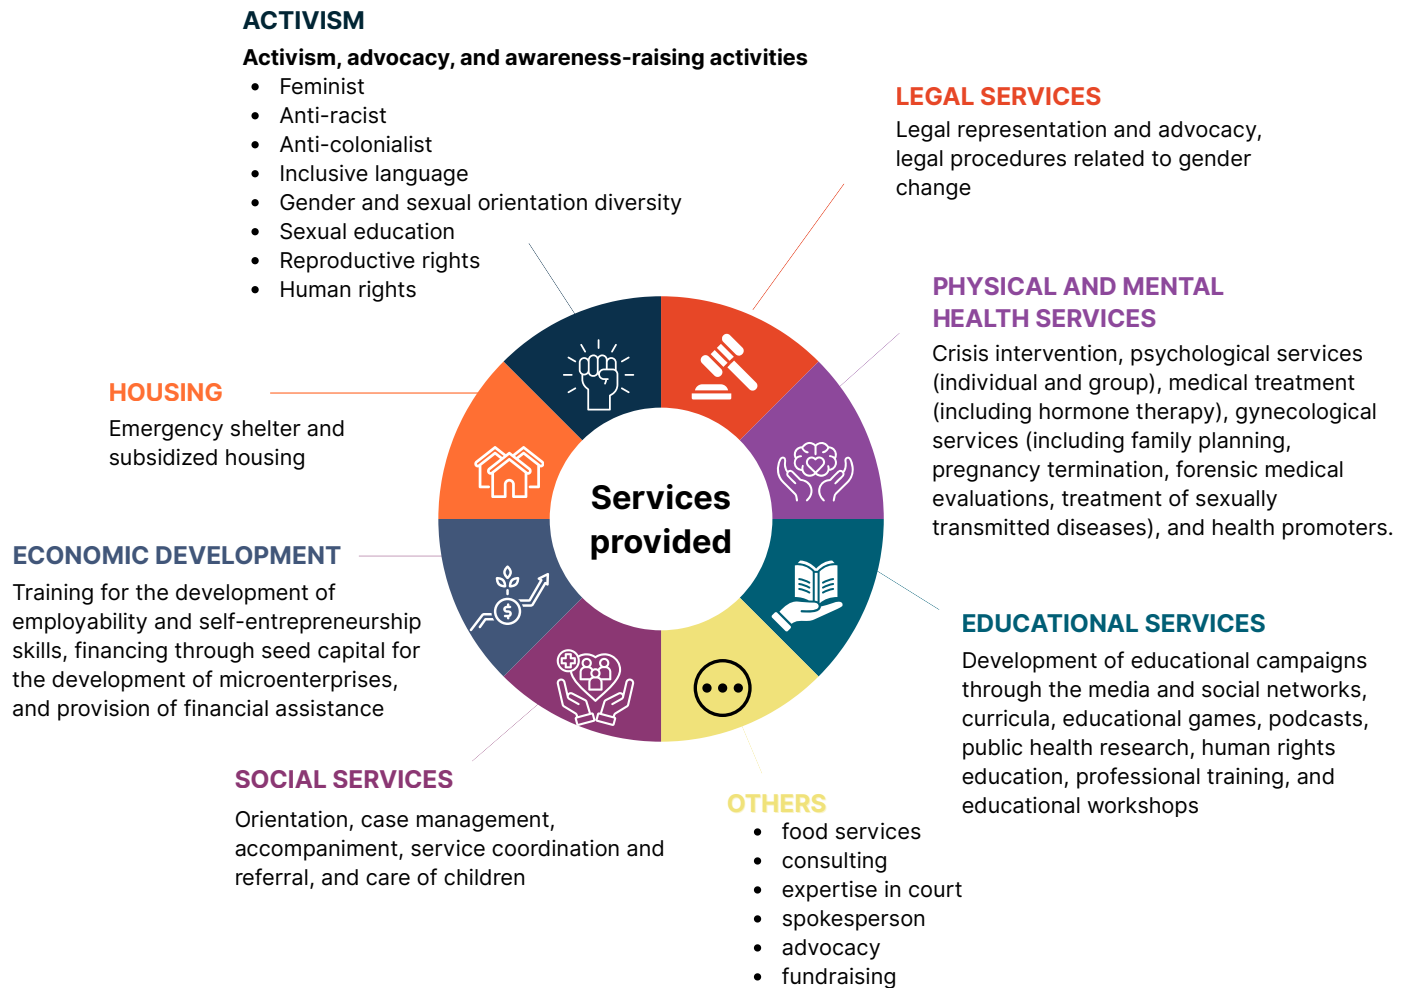 ACTIVISM
Activism, advocacy, and awareness-raising activities
• Feminist
• Anti-racist
• Anti-colonialist
• Inclusive language
• Gender and sexual orientation diversity
• Sexual education
• Reproductive rights
• Human rights
LEGAL SERVICES
Legal representation and advocacy,
legal procedures related to gender
change
PHYSICAL AND MENTAL
HEALTH SERVICES
Crisis intervention, psychological services
(individual and group), medical treatment
(including hormone therapy), gynecological
services (including family planning,
pregnancy termination, forensic medical
evaluations, treatment of sexually
transmitted diseases), and health promoters.
HOUSING
Emergency shelter and
subsidized housing
Services
provided
$
ECONOMIC DEVELOPMENT
Training for the development of
employability and self-entrepreneurship
skills, financing through seed capital for
the development of microenterprises,
and provision of financial assistance
EDUCATIONAL SERVICES
Development of educational campaigns
through the media and social networks,
curricula, educational games, podcasts,
public health research, human rights
education, professional training, and
educational workshops
SOCIAL SERVICES
Orientation, case management,
accompaniment, service coordination and
referral, and care of children
OTHERS
• food services
• consulting
• expertise in court
• spokesperson
• advocacy
• fundraising